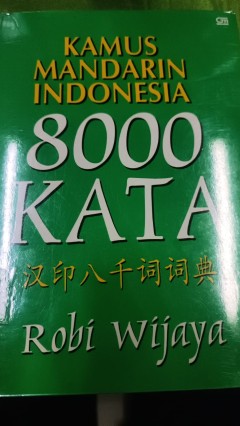 KAMUS
MANDARIN
INDONESIA
8000
KATA
汉印八千词词典
Robi Wijaya